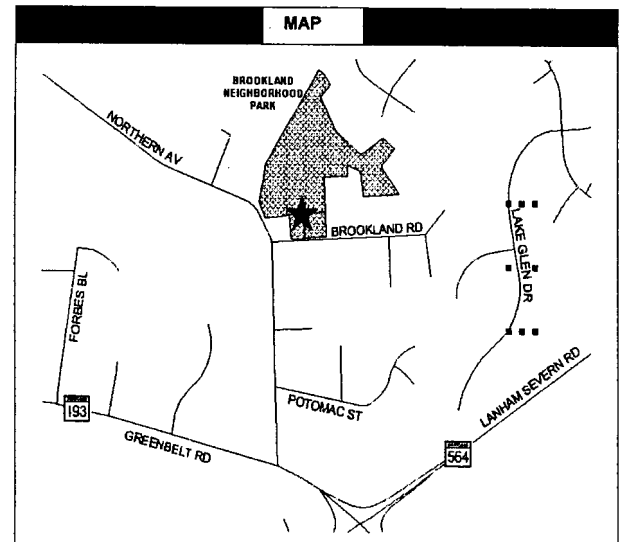 MAP
BROOKLAND
NEIGHBORHOOD
PARK
NORTHERN AV
BROOKLAND RD
LAKE GLEN DR
FORBES BL
LANHAM SEVERN RD
POTOMAC ST
193
GREENBELT RD
564